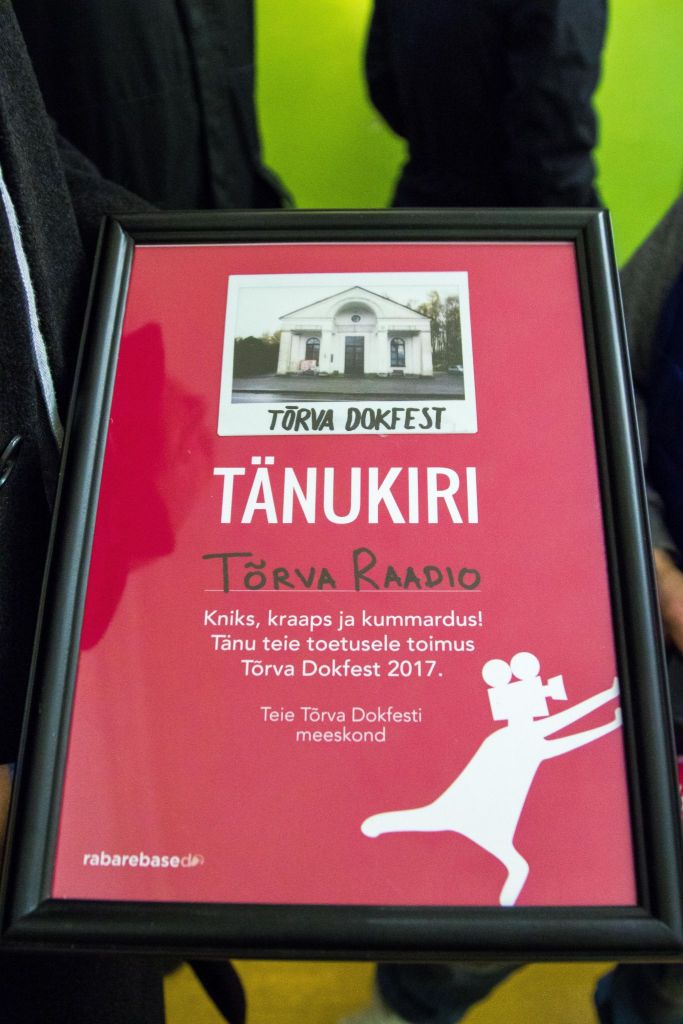 TÕRVA DOKFEST
TÄNUKIRI
TÕRVA RAADIO
Kniks, kraaps ja kummardus!
Tänu teie toetusele toimus
Tõrva Dokfest 2017.
Teie Tõrva Dokfesti
meeskond
rabarebased